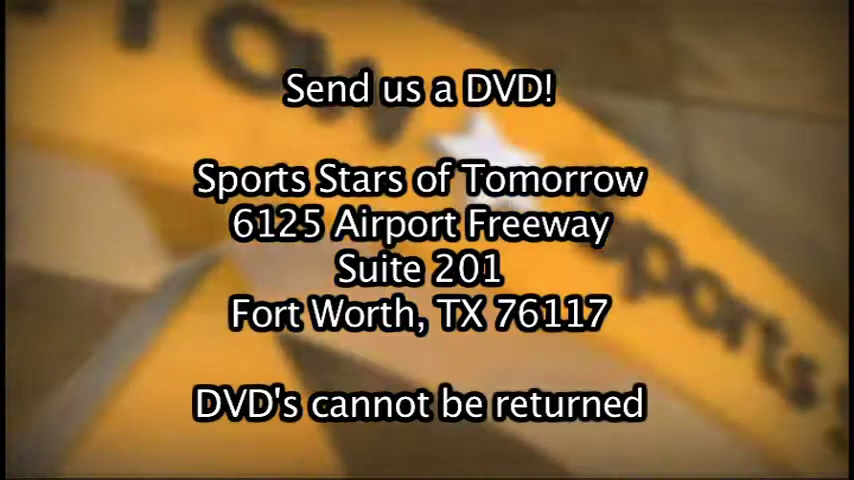 Send us a DVD!
Sports Stars of Tomorrow
6125 Airport Freeway
Suite 201
Fort Worth, TX 76117
DVD's cannot be returned